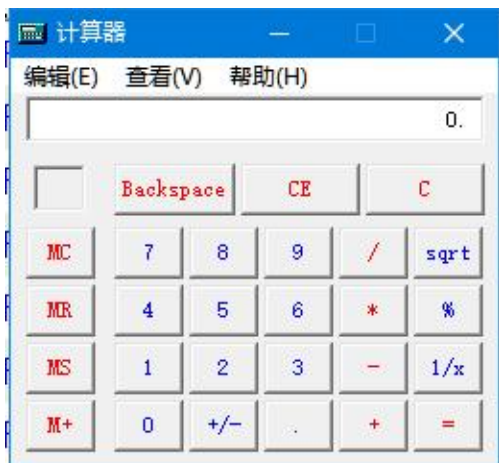 计算器
编辑(E) 查看(V) 帮助(H)
0.
Backspace CE C
MC 7 8 9 / sqrt
MR 4 5 6 * %
MS 1 2 3 - 1/x
M+ 0 +/- . + =